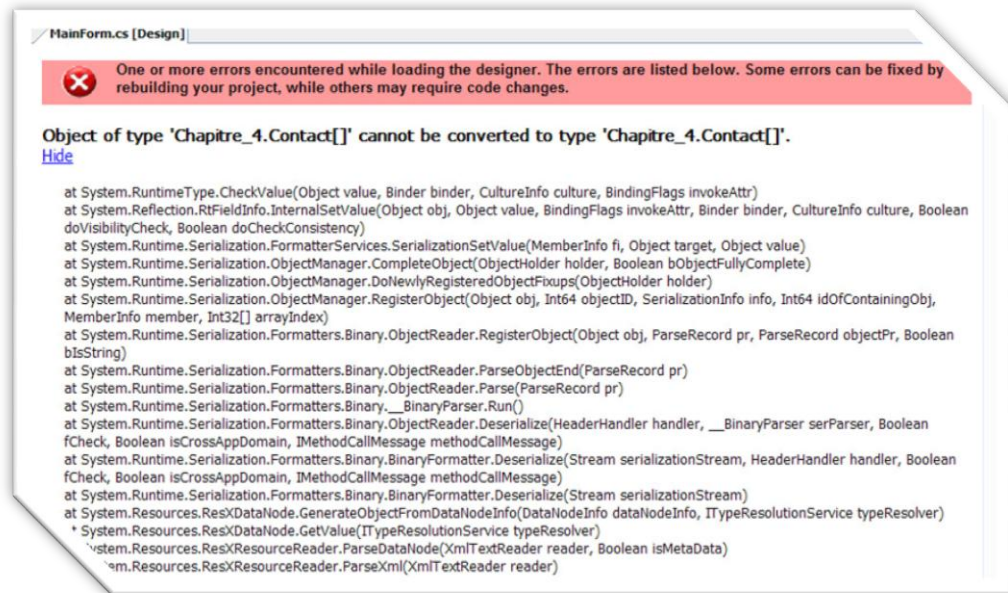 MainForm.cs [Design]
One or more errors encountered while loading the designer. The errors are listed below. Some errors can be fixed by
rebuilding your project, while others may require code changes.
Object of type 'Chapitre_4.Contact[]' cannot be converted to type 'Chapitre_4.Contact[]'.
Hide
at System.RuntimeType.CheckValue(Object value, Binder binder, CultureInfo culture, BindingFlags invokeAttr)
at System.Reflection.RtFieldInfo.InternalSetValue(Object obj, Object value, BindingFlags invokeAttr, Binder binder, CultureInfo culture, Boolean
doVisibilityCheck, Boolean doCheckConsistency)
at System.Runtime.Serialization.FormatterServices.SerializationSetValue(MemberInfo fi, Object target, Object value)
at System.Runtime.Serialization.ObjectManager.CompleteObject(ObjectHolder holder, Boolean bObjectFullyComplete)
at System.Runtime.Serialization.ObjectManager.DoNewlyRegisteredObjectFixups(ObjectHolder holder)
at System.Runtime.Serialization.ObjectManager.RegisterObject(Object obj, Int64 objectID, SerializationInfo info, Int64 idOfContainingObj,
MemberInfo member, Int32[] arrayIndex)
at System.Runtime.Serialization.Formatters.Binary.ObjectReader.RegisterObject(Object obj, ParseRecord pr, ParseRecord objectPr, Boolean
bIsString)
at System.Runtime.Serialization.Formatters.Binary.ObjectReader.ParseObjectEnd(ParseRecord pr)
at System.Runtime.Serialization.Formatters.Binary.ObjectReader.Parse(ParseRecord pr)
at System.Runtime.Serialization.Formatters.Binary.__BinaryParser.Run()
at System.Runtime.Serialization.Formatters.Binary.ObjectReader.Deserialize(HeaderHandler handler, __BinaryParser serParser, Boolean
fCheck, Boolean isCrossAppDomain, IMethodCallMessage methodCallMessage)
at System.Runtime.Serialization.Formatters.Binary.BinaryFormatter.Deserialize(Stream serializationStream, HeaderHandler handler, Boolean
fCheck, Boolean isCrossAppDomain, IMethodCallMessage methodCallMessage)
at System.Runtime.Serialization.Formatters.Binary.BinaryFormatter.Deserialize(Stream serializationStream)
at System.Resources.ResXDataNode.GenerateObjectFromDataNodeInfo(DataNodeInfo dataNodeInfo, ITypeResolutionService typeResolver)
System.Resources.ResXDataNode.GetValue(ITypeResolutionService typeResolver)
ystem.Resources.ResXResourceReader.ParseDataNode(XmlTextReader reader, Boolean isMetaData)
em.Resources.ResXResourceReader.ParseXml(XmlTextReader reader)